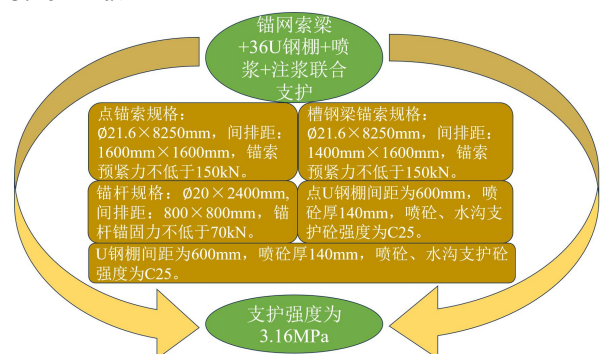 锚网索梁
+36U钢棚+喷
浆+注浆联合
支护
点锚索规格：
Ø21.6×8250mm，间排距：
1600mm×1600mm，锚索
预紧力不低于150kN。
槽钢梁锚索规格：
Ø21.6×8250mm，间排距：
1400mm×1600mm，锚索
预紧力不低于150kN。
锚杆规格：Ø20×2400mm,
间排距：800×800mm，锚
杆锚固力不低于70kN。
点U钢棚间距为600mm，喷
砼厚140mm，喷砼、水沟支
护砼强度为C25。
U钢棚间距为600mm，喷砼厚140mm，喷砼、水沟支护砼
强度为C25。
支护强度为
3.16MPa